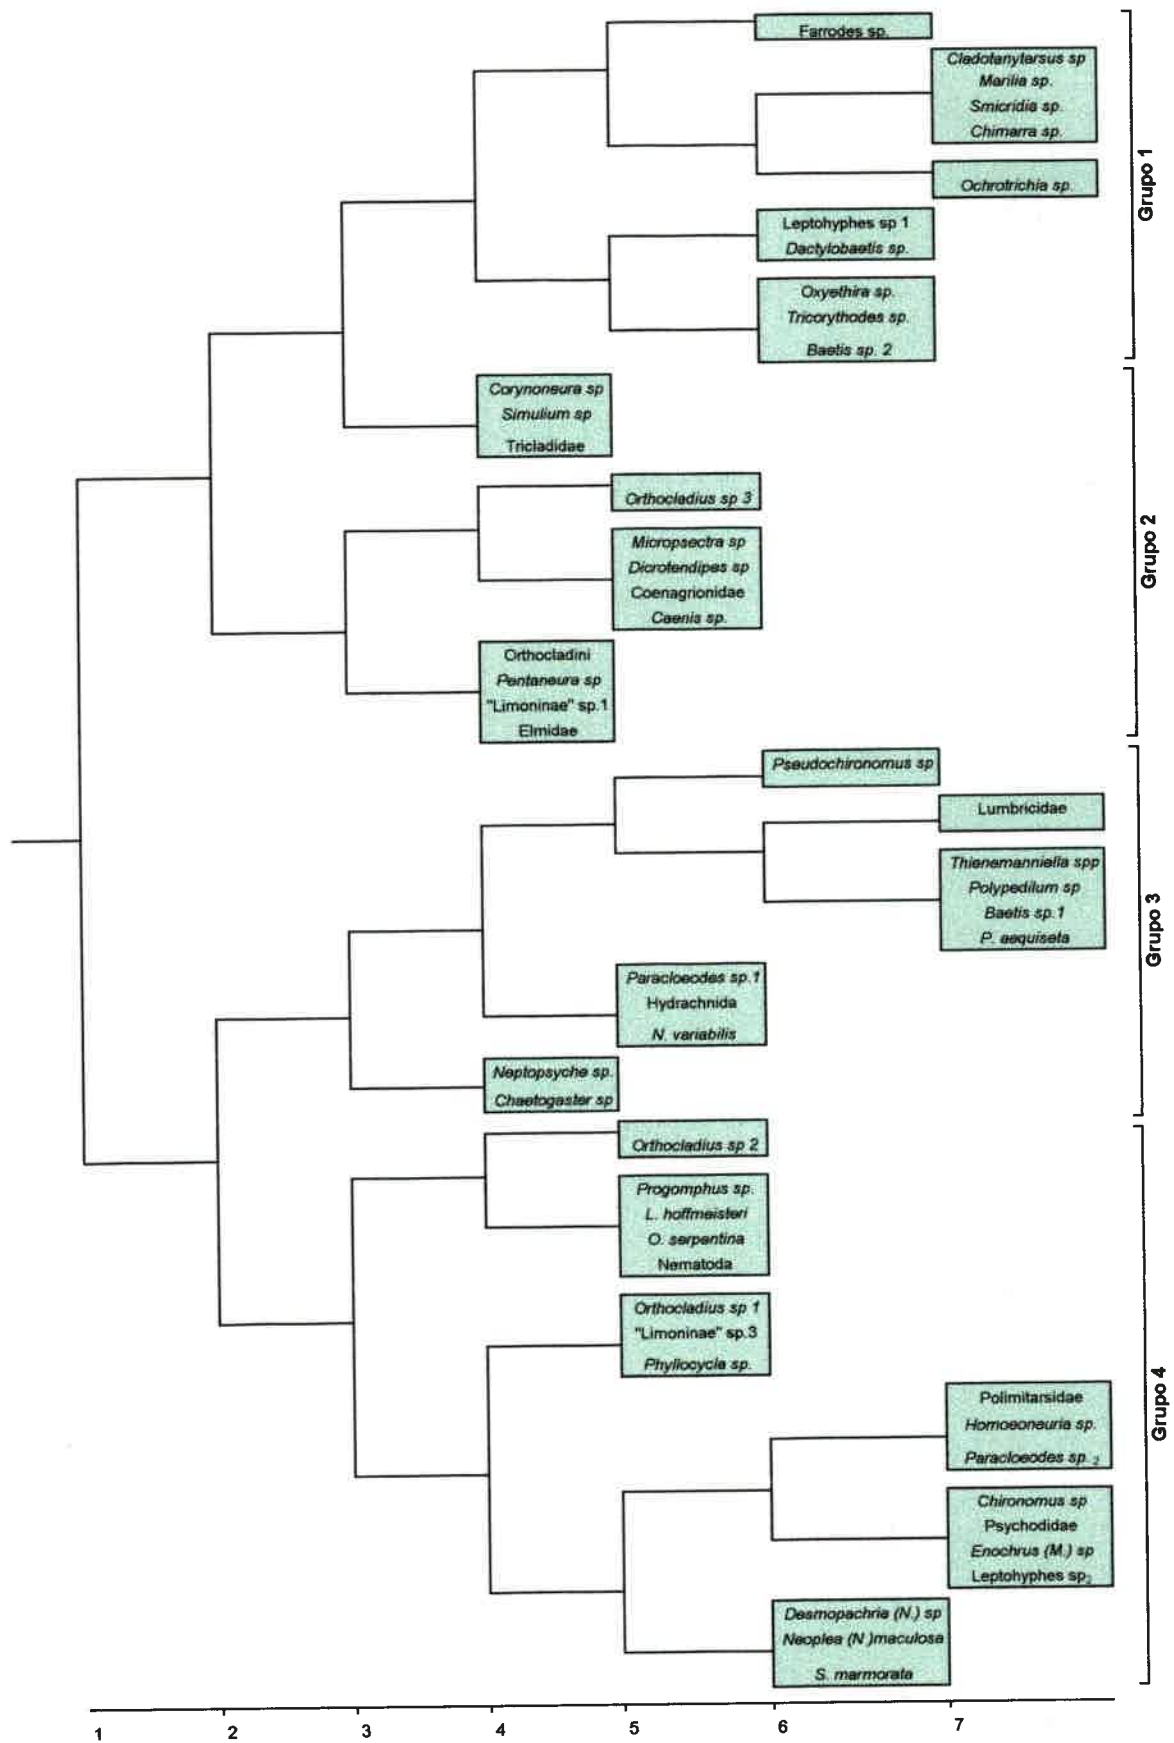 Farrodes sp.
Cladotanytarsus sp
Marilia sp.
Smicridia sp.
Chimarra sp.
Ochrotrichia sp.
Leptohyphes sp 1
Dactylobaetis sp.
Oxyethira sp.
Tricorythodes sp.
Baetis sp. 2
Grupo 1
Corynoneura sp
Simulium sp
Tricladidae
Orthocladius sp 3
Micropsectra sp
Dicrotendipes sp
Coenagrionidae
Caenis sp.
Orthocladini
Pentaneura sp
"Limoninae" sp.1
Elmidae
Grupo 2
Pseudochironomus sp
Lumbricidae
Thienemanniella spp
Polypedilum sp
Baetis sp.1
P. aequiseta
Paracloeodes sp.1
Hydrachnida
N. variabilis
Neptopsyche sp.
Chaetogaster sp
Grupo 3
Orthocladius sp 2
Progomphus sp.
L. hoffmeisteri
O. serpentina
Nematoda
Orthocladius sp 1
"Limoninae" sp.3
Phyllocycla sp.
Polimitarsidae
Homoeoneuria sp.
Paracloeodes sp. 2
Chironomus sp
Psychodidae
Enochrus (M.) sp
Leptohyphes sp2
Desmopachria (N.) sp
Neoplea (N )maculosa
S. marmorata
Grupo 4
1 2 3 4 5 6 7